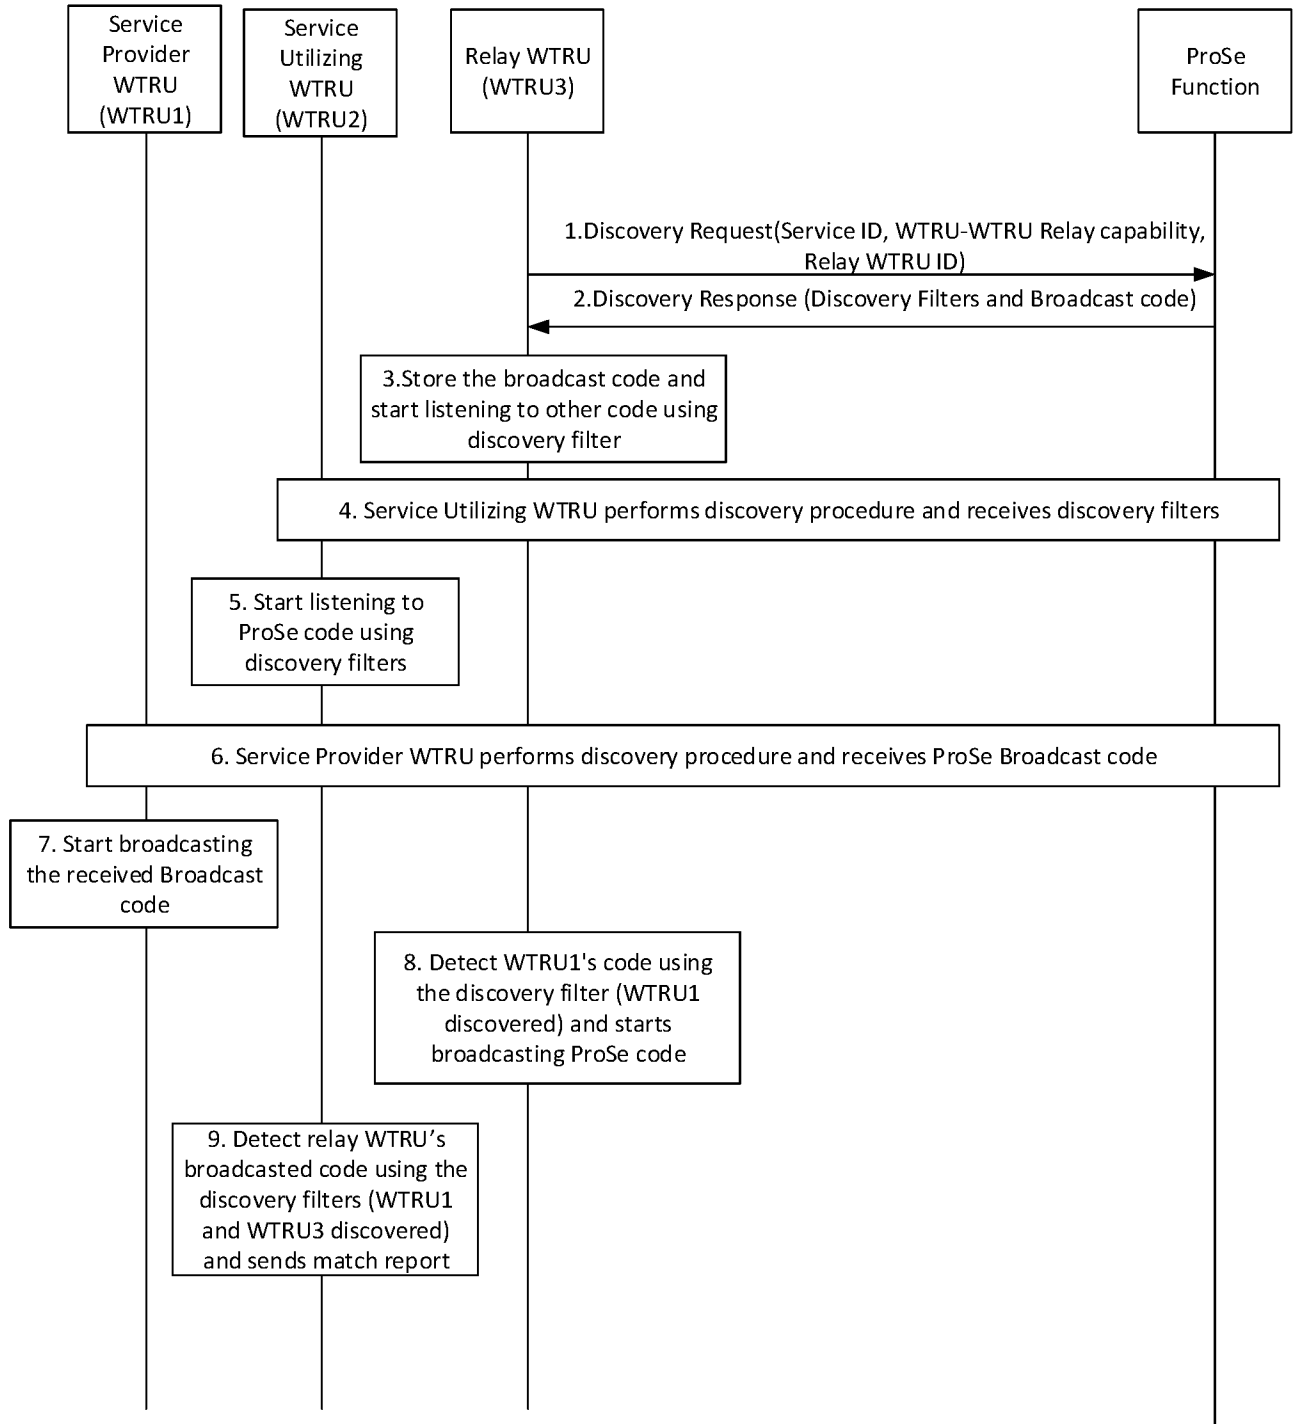 Service
Provider
WTRU
(WTRU1)
Service
Utilizing
WTRU
(WTRU2)
Relay WTRU
(WTRU3)
ProSe
Function
1.Discovery Request(Service ID, WTRU-WTRU Relay capability,
Relay WTRU ID)
2.Discovery Response (Discovery Filters and Broadcast code)
3.Store the broadcast code and
start listening to other code using
discovery filter
4. Service Utilizing WTRU performs discovery procedure and receives discovery filters
5. Start listening to
ProSe code using
discovery filters
6. Service Provider WTRU performs discovery procedure and receives ProSe Broadcast code
7. Start broadcasting
the received Broadcast
code
8. Detect WTRU1's code using
the discovery filter (WTRU1
discovered) and starts
broadcasting ProSe code
9. Detect relay WTRU’s
broadcasted code using the
discovery filters (WTRU1
and WTRU3 discovered)
and sends match report